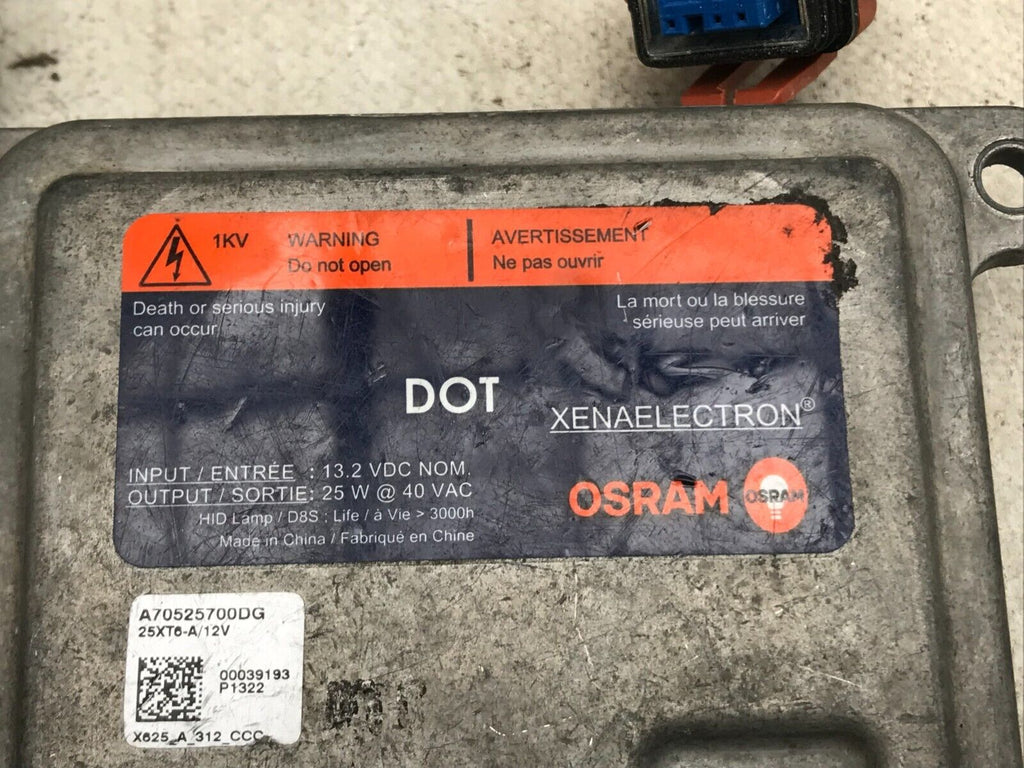 1KV
WARNING
Do not open
AVERTISSEMENT
Ne pas ouvrir
Death or serious injury
can occur
La mort ou la blessure
sérieuse peut arriver
DOT
XENAELECTRON®
INPUT / ENTRÉE : 13.2 VDC NOM.
OUTPUT / SORTIE: 25 W @ 40 VAC
HID Lamp / D8S : Life / à Vie > 3000h
Made in China / Fabriqué en Chine
OSRAM
OSRAM
A70525700DG
25XT6-A/12V
00039193
P1322
X625_A_312_CCC